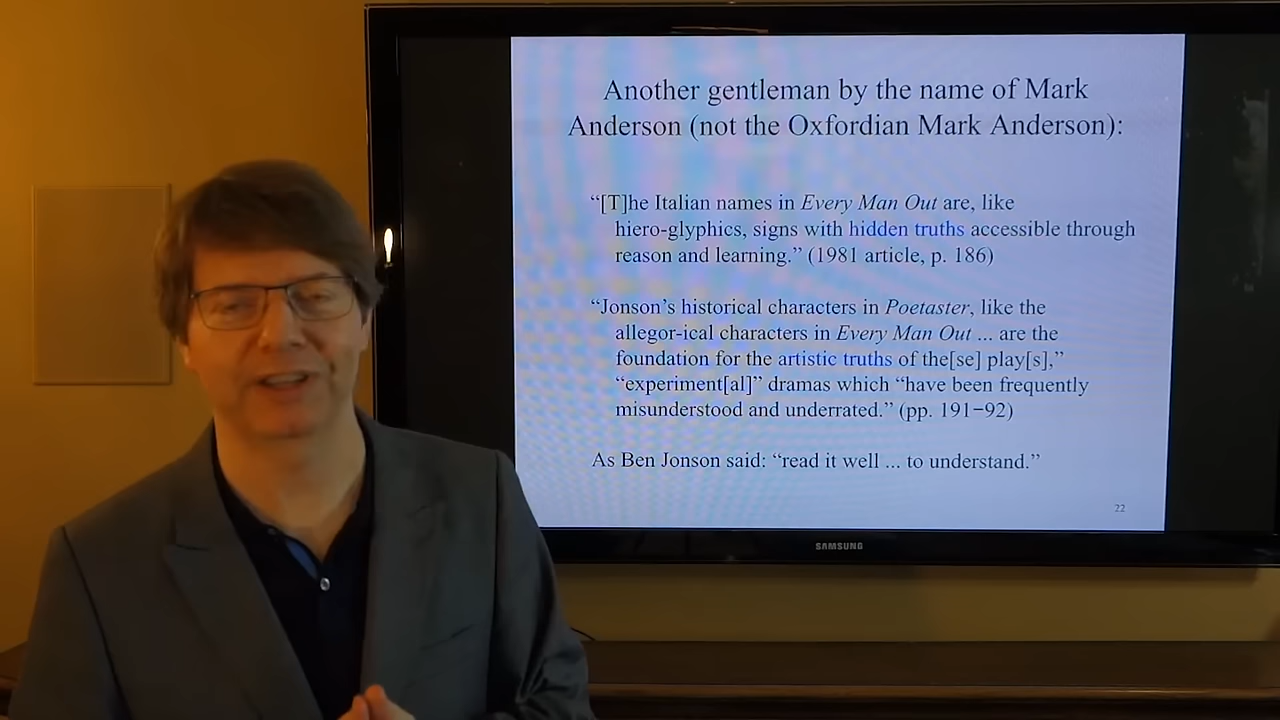 Another gentleman by the name of Mark
Anderson (not the Oxfordian Mark Anderson):
“[T]he Italian names in Every Man Out are, like
hiero-glyphics, signs with hidden truths accessible through
reason and learning.” (1981 article, p. 186)
“Jonson’s historical characters in Poetaster, like the
allegor-ical characters in Every Man Out ... are the
foundation for the artistic truths of the[se] play[s],”
“experiment[al]” dramas which “have been frequently
misunderstood and underrated.” (pp. 191−92)
As Ben Jonson said: “read it well ... to understand.”
22
SAMSUNG